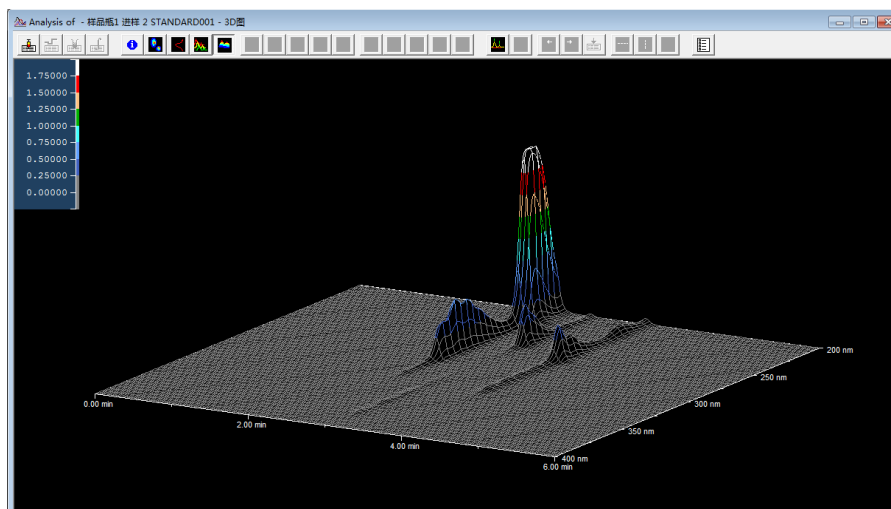 Analysis of - 样品瓶1 进样 2 STANDARD001 - 3D图
1.75000
1.50000
1.25000
1.00000
0.75000
0.50000
0.25000
0.00000
200 nm
250 nm
300 nm
350 nm
400 nm
0.00 min
2.00 min
4.00 min
6.00 min